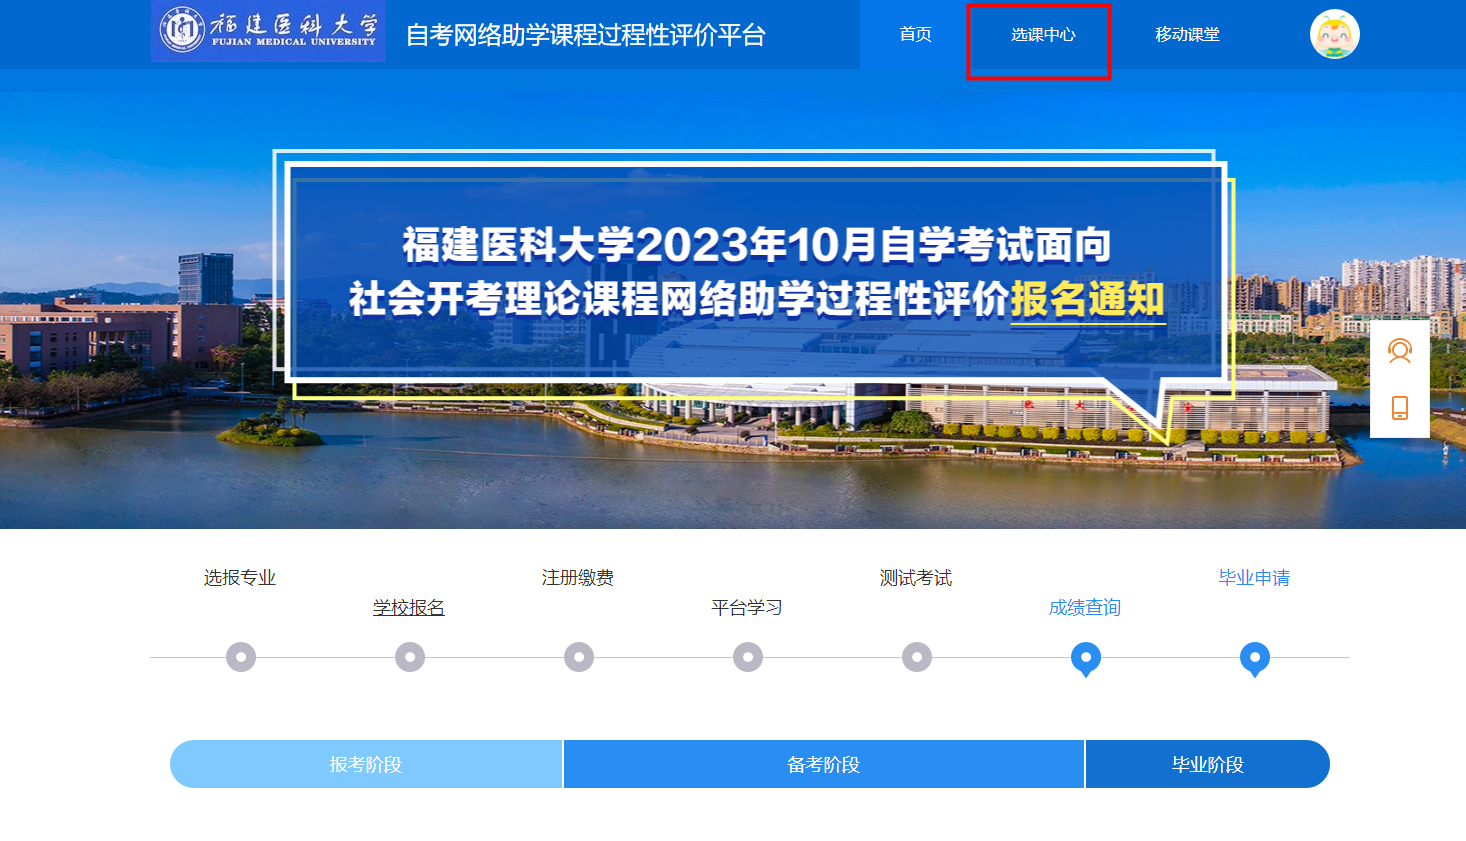 福建医科大学
FUJIAN MEDICAL UNIVERSITY
自考网络助学课程过程性评价平台
首页
选课中心
移动课堂
福建医科大学2023年10月自学考试面向
社会开考理论课程网络助学过程性评价报名通知
选报专业
学校报名
注册缴费
平台学习
测试考试
成绩查询
毕业申请
报考阶段
备考阶段
毕业阶段